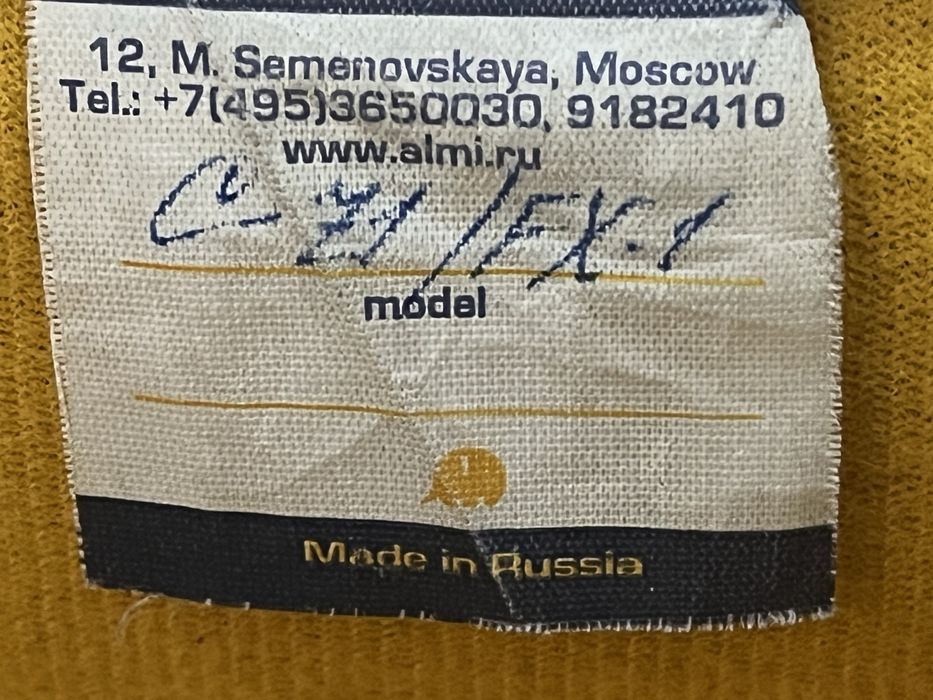 12, M. Semenovskaya, Moscow
Tel.: +7(495)3650030, 9182410
www.almi.ru
model
Made in Russia